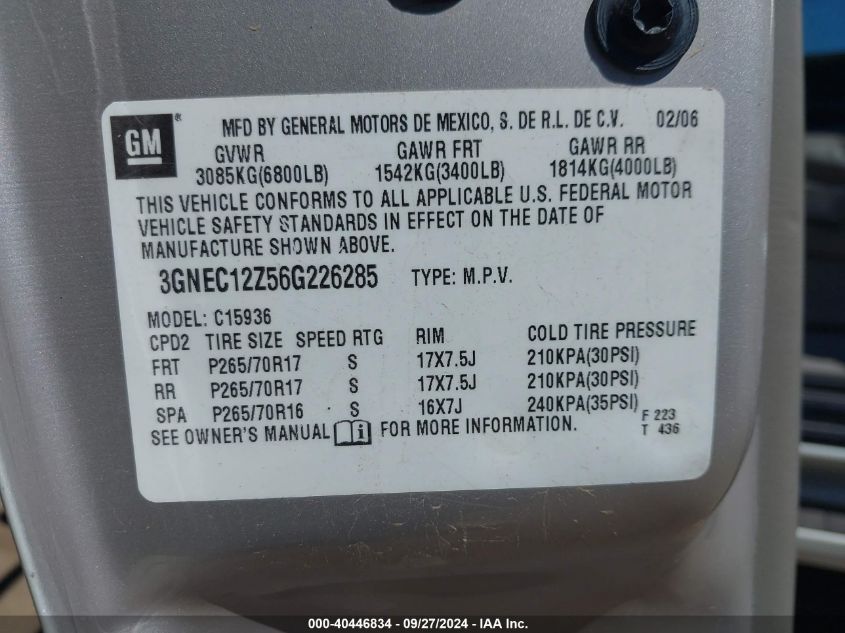 GM ® MFD BY GENERAL MOTORS DE MEXICO, S. DE R.L. DE C.V. 02/06
GVWR GAWR FRT GAWR RR
3085KG(6800LB) 1542KG(3400LB) 1814KG(4000LB)
THIS VEHICLE CONFORMS TO ALL APPLICABLE U.S. FEDERAL MOTOR
VEHICLE SAFETY STANDARDS IN EFFECT ON THE DATE OF
MANUFACTURE SHOWN ABOVE.
3GNEC12Z56G226285 TYPE: M.P.V.
MODEL: C15936
CPD2 TIRE SIZE SPEED RTG RIM COLD TIRE PRESSURE
FRT P265/70R17 S 17X7.5J 210KPA(30PSI)
RR P265/70R17 S 17X7.5J 210KPA(30PSI)
SPA P265/70R16 S 16X7J 240KPA(35PSI)
SEE OWNER'S MANUAL i FOR MORE INFORMATION.
F 223
T 436
000-40446834 - 09/27/2024 - IAA Inc.